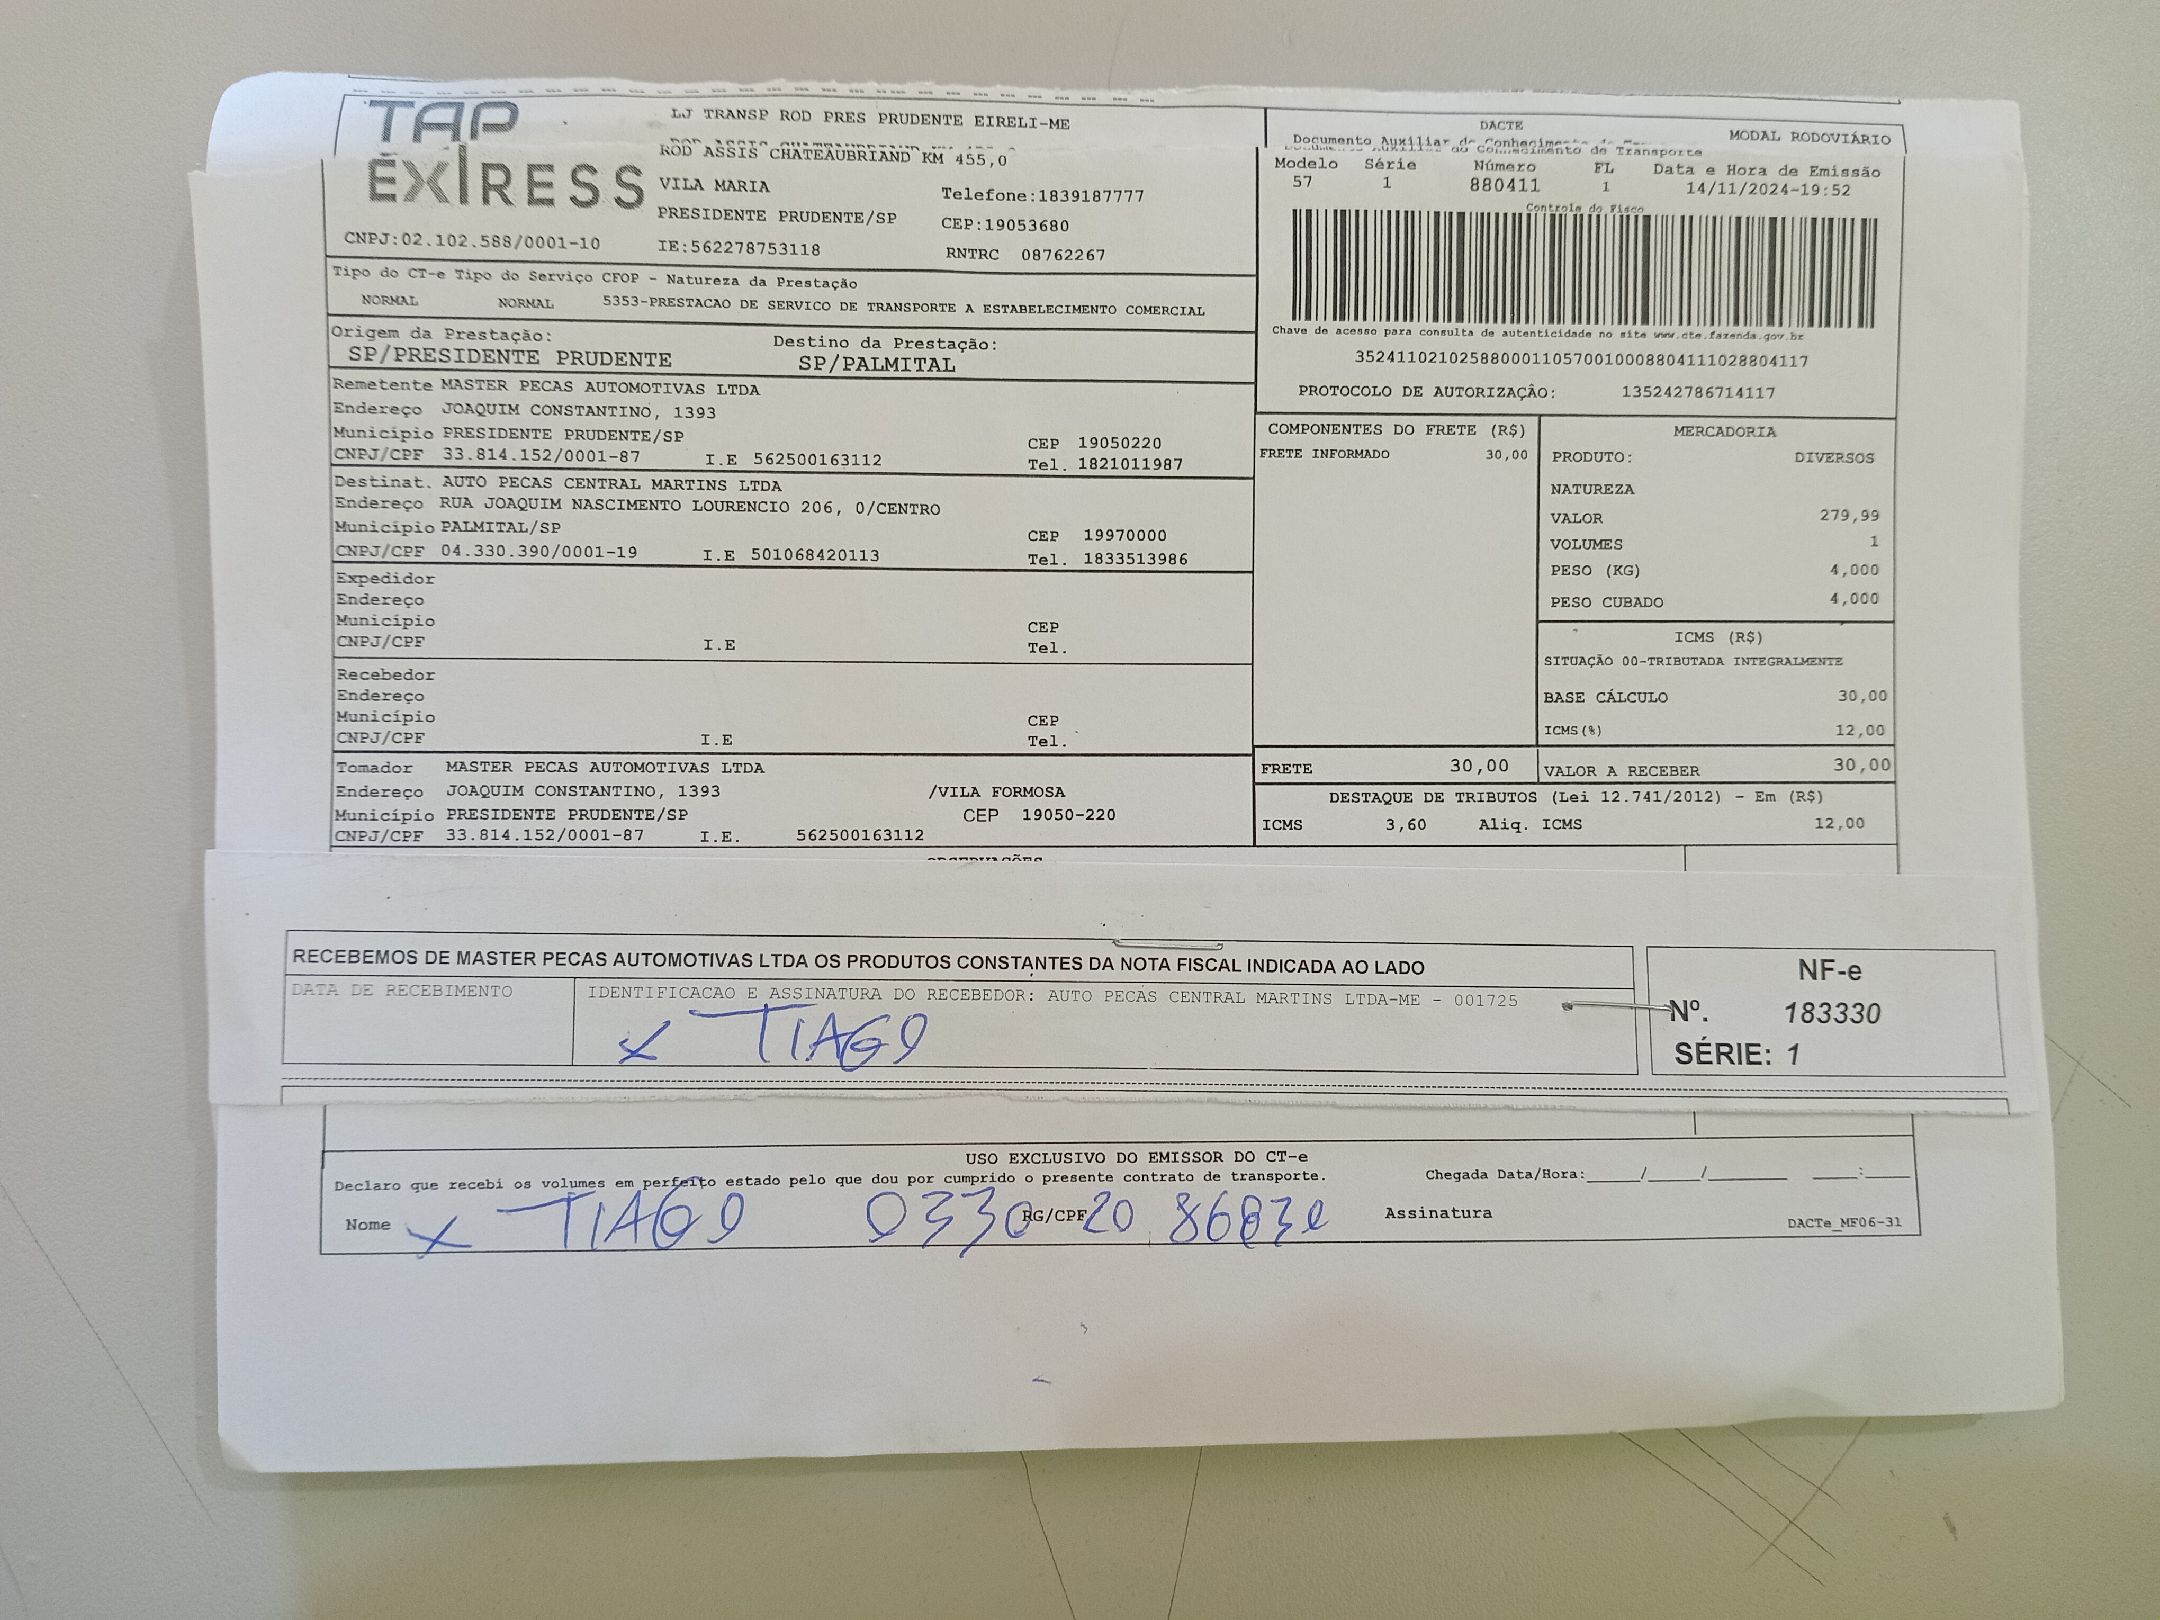 TAP
EXPRESS
LJ TRANSP ROD PRES PRUDENTE EIRELI-ME
ROD ASSIS CHATEAUBRIAND KM 455,0
VILA MARIA
Telefone:1839187777
PRESIDENTE PRUDENTE/SP
CEP:19053680
CNPJ:02.102.588/0001-10
IE:562278753118
RNTRC 08762267
DACTE
MODAL RODOVIÁRIO
Documento Auxiliar do Conhecimento de Transporte
Modelo Série Número FL Data e Hora de Emissão
57 1 880411 1 14/11/2024-19:52
Controle do Fisco
Chave de acesso para consulta de autenticidade no site www.cte.fazenda.gov.br
35241102102588000110570010008804111028804117
PROTOCOLO DE AUTORIZAÇÃO: 135242786714117
Tipo do CT-e Tipo do Serviço CFOP - Natureza da Prestação
NORMAL NORMAL 5353-PRESTACAO DE SERVICO DE TRANSPORTE A ESTABELECIMENTO COMERCIAL
Origem da Prestação: Destino da Prestação:
SP/PRESIDENTE PRUDENTE SP/PALMITAL
Remetente MASTER PECAS AUTOMOTIVAS LTDA
Endereço JOAQUIM CONSTANTINO, 1393
Município PRESIDENTE PRUDENTE/SP CEP 19050220
CNPJ/CPF 33.814.152/0001-87 I.E 562500163112 Tel. 1821011987
Destinat. AUTO PECAS CENTRAL MARTINS LTDA
Endereço RUA JOAQUIM NASCIMENTO LOURENCIO 206, 0/CENTRO
Município PALMITAL/SP CEP 19970000
CNPJ/CPF 04.330.390/0001-19 I.E 501068420113 Tel. 1833513986
Expedidor
Endereço
Município CEP
CNPJ/CPF I.E Tel.
Recebedor
Endereço
Município CEP
CNPJ/CPF I.E Tel.
Tomador MASTER PECAS AUTOMOTIVAS LTDA
Endereço JOAQUIM CONSTANTINO, 1393 /VILA FORMOSA
Município PRESIDENTE PRUDENTE/SP CEP 19050-220
CNPJ/CPF 33.814.152/0001-87 I.E. 562500163112
COMPONENTES DO FRETE (R$)
FRETE INFORMADO 30,00
MERCADORIA
PRODUTO: DIVERSOS
NATUREZA
VALOR 279,99
VOLUMES 1
PESO (KG) 4,000
PESO CUBADO 4,000
ICMS (R$)
SITUAÇÃO 00-TRIBUTADA INTEGRALMENTE
BASE CÁLCULO 30,00
ICMS(%) 12,00
FRETE 30,00 VALOR A RECEBER 30,00
DESTAQUE DE TRIBUTOS (Lei 12.741/2012) - Em (R$)
ICMS 3,60 Aliq. ICMS 12,00
OBSERVAÇÕES
RECEBEMOS DE MASTER PECAS AUTOMOTIVAS LTDA OS PRODUTOS CONSTANTES DA NOTA FISCAL INDICADA AO LADO
DATA DE RECEBIMENTO
IDENTIFICACAO E ASSINATURA DO RECEBEDOR: AUTO PECAS CENTRAL MARTINS LTDA-ME - 001725
x TIAGO
NF-e
Nº. 183330
SÉRIE: 1
USO EXCLUSIVO DO EMISSOR DO CT-e
Declaro que recebi os volumes em perfeito estado pelo que dou por cumprido o presente contrato de transporte.
Chegada Data/Hora:_____/_____/________ _____:_____
Nome x TIAGO RG/CPF 0330 20 86830 Assinatura
DACTe_MF06-31